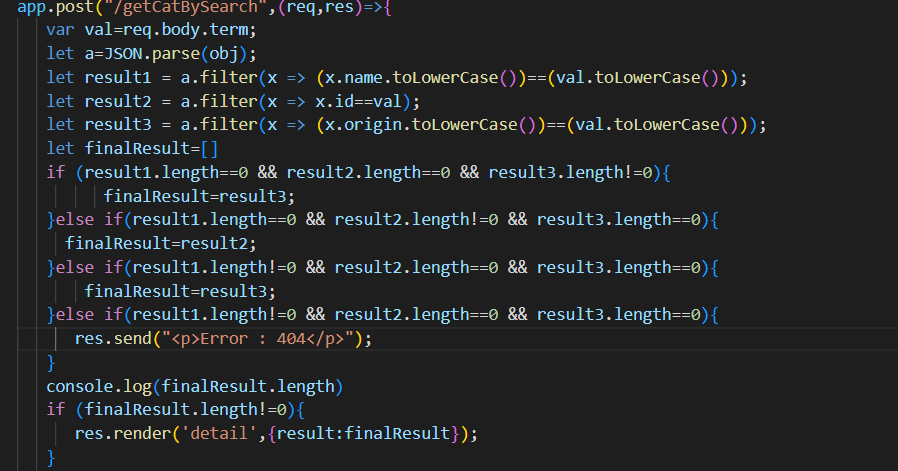 app.post("/getCatBySearch",(req,res)=>{
var val=req.body.term;
let a=JSON.parse(obj);
let result1 = a.filter(x => (x.name.toLowerCase())==(val.toLowerCase()));
let result2 = a.filter(x => x.id==val);
let result3 = a.filter(x => (x.origin.toLowerCase())==(val.toLowerCase()));
let finalResult=[]
if (result1.length==0 && result2.length==0 && result3.length!=0){
finalResult=result3;
}else if(result1.length==0 && result2.length!=0 && result3.length==0){
finalResult=result2;
}else if(result1.length!=0 && result2.length==0 && result3.length==0){
finalResult=result3;
}else if(result1.length!=0 && result2.length==0 && result3.length==0){
res.send("<p>Error : 404</p>");
}
console.log(finalResult.length)
if (finalResult.length!=0){
res.render('detail',{result:finalResult});
}